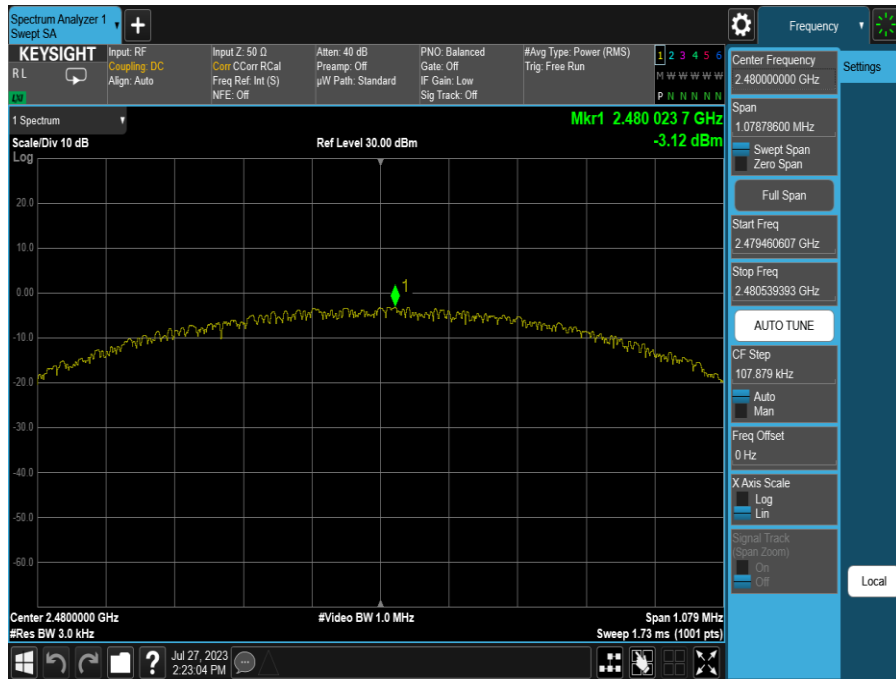 Spectrum Analyzer 1
Swept SA
Frequency
KEYSIGHT
R L
LXI
Input: RF
Coupling: DC
Align: Auto
Input Z: 50 Ω
Corr CCorr RCal
Freq Ref: Int (S)
NFE: Off
Atten: 40 dB
Preamp: Off
µW Path: Standard
PNO: Balanced
Gate: Off
IF Gain: Low
Sig Track: Off
#Avg Type: Power (RMS)
Trig: Free Run
1 2 3 4 5 6
M W W W W W
P N N N N N
1 Spectrum
Mkr1 2.480 023 7 GHz
Scale/Div 10 dB
Ref Level 30.00 dBm
-3.12 dBm
Log
20.0
10.0
0.00
1
-10.0
-20.0
-30.0
-40.0
-50.0
-60.0
Center 2.4800000 GHz
#Video BW 1.0 MHz
Span 1.079 MHz
#Res BW 3.0 kHz
Sweep 1.73 ms (1001 pts)
Jul 27, 2023
2:23:04 PM
?
Center Frequency
2.480000000 GHz
Settings
Span
1.07878600 MHz
Swept Span
Zero Span
Full Span
Start Freq
2.479460607 GHz
Stop Freq
2.480539393 GHz
AUTO TUNE
CF Step
107.879 kHz
Auto
Man
Freq Offset
0 Hz
X Axis Scale
Log
Lin
Signal Track
(Span Zoom)
On
Off
Local